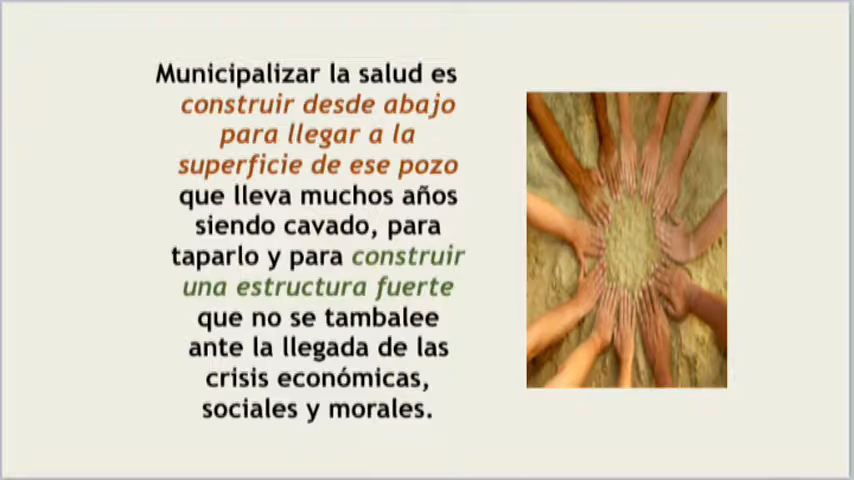 Municipalizar la salud es
construir desde abajo
para llegar a la
superficie de ese pozo
que lleva muchos años
siendo cavado, para
taparlo y para construir
una estructura fuerte
que no se tambalee
ante la llegada de las
crisis económicas,
sociales y morales.